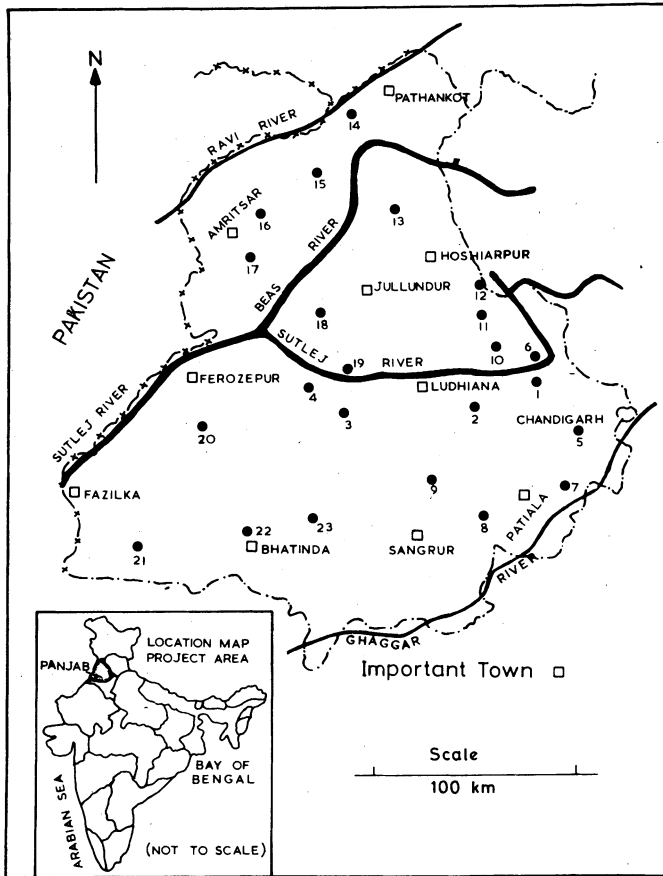 N
PATHANKOT
14
RAVI RIVER
15
AMRITSAR
16
13
17
BEAS RIVER
HOSHIARPUR
12
JULLUNDUR
PAKISTAN
18
11
SUTLEJ RIVER
10
6
19
FEROZEPUR
4
LUDHIANA
1
3
2
CHANDIGARH
5
SUTLEJ RIVER
20
9
7
FAZILKA
PATIALA
8
22
23
21
BHATINDA
SANGRUR
GHAGGAR RIVER
Important Town
LOCATION MAP
PROJECT AREA
PANJAB
BAY OF
BENGAL
ARABIAN SEA
(NOT TO SCALE)
Scale
100 km